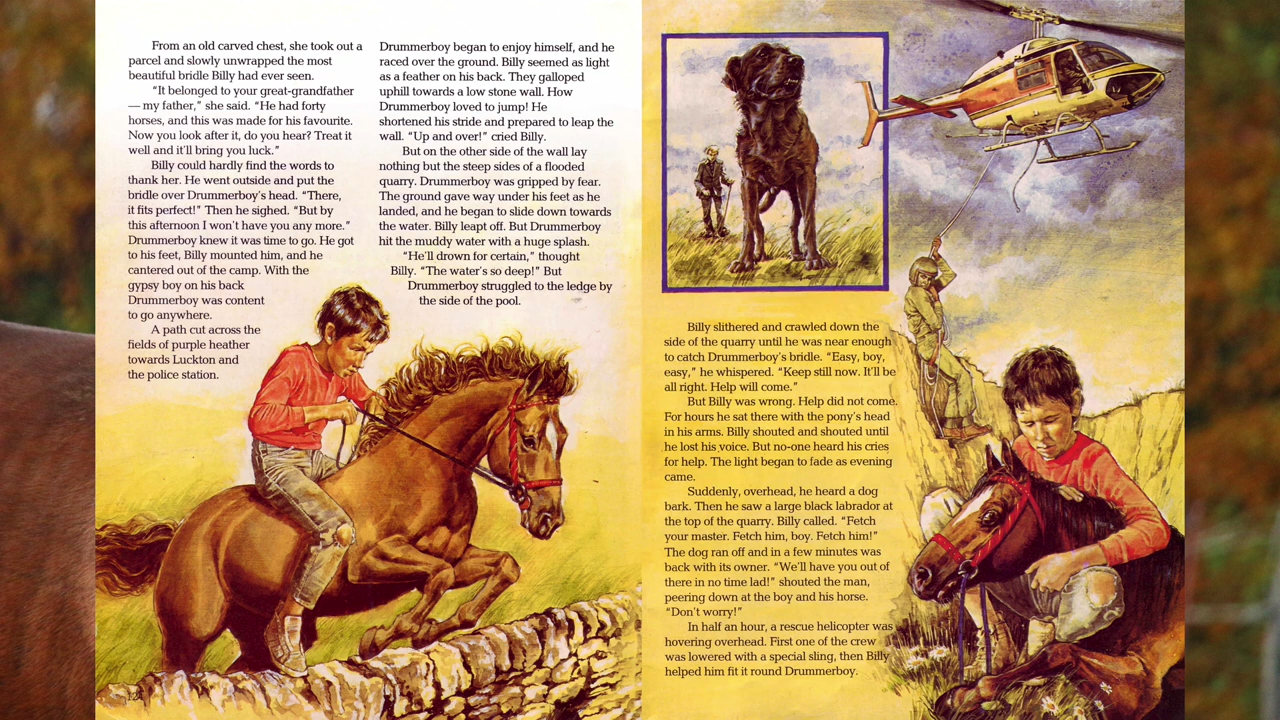 From an old carved chest, she took out a
parcel and slowly unwrapped the most
beautiful bridle Billy had ever seen.
“It belonged to your great-grandfather
— my father,” she said. “He had forty
horses, and this was made for his favourite.
Now you look after it, do you hear? Treat it
well and it’ll bring you luck.”
Billy could hardly find the words to
thank her. He went outside and put the
bridle over Drummerboy’s head. “There,
it fits perfect!” Then he sighed. “But by
this afternoon I won’t have you any more.”
Drummerboy knew it was time to go. He got
to his feet, Billy mounted him, and he
cantered out of the camp. With the
gypsy boy on his back
Drummerboy was content
to go anywhere.
A path cut across the
fields of purple heather
towards Luckton and
the police station.
Drummerboy began to enjoy himself, and he
raced over the ground. Billy seemed as light
as a feather on his back. They galloped
uphill towards a low stone wall. How
Drummerboy loved to jump! He
shortened his stride and prepared to leap the
wall. “Up and over!” cried Billy.
But on the other side of the wall lay
nothing but the steep sides of a flooded
quarry. Drummerboy was gripped by fear.
The ground gave way under his feet as he
landed, and he began to slide down towards
the water. Billy leapt off. But Drummerboy
hit the muddy water with a huge splash.
“He’ll drown for certain,” thought
Billy. “The water’s so deep!” But
Drummerboy struggled to the ledge by
the side of the pool.
Billy slithered and crawled down the
side of the quarry until he was near enough
to catch Drummerboy’s bridle. “Easy, boy,
easy,” he whispered. “Keep still now. It’ll be
all right. Help will come.”
But Billy was wrong. Help did not come.
For hours he sat there with the pony’s head
in his arms. Billy shouted and shouted until
he lost his voice. But no-one heard his cries
for help. The light began to fade as evening
came.
Suddenly, overhead, he heard a dog
bark. Then he saw a large black labrador at
the top of the quarry. Billy called. “Fetch
your master. Fetch him, boy. Fetch him!”
The dog ran off and in a few minutes was
back with its owner. “We’ll have you out of
there in no time lad!” shouted the man,
peering down at the boy and his horse.
“Don’t worry!”
In half an hour, a rescue helicopter was
hovering overhead. First one of the crew
was lowered with a special sling, then Billy
helped him fit it round Drummerboy.